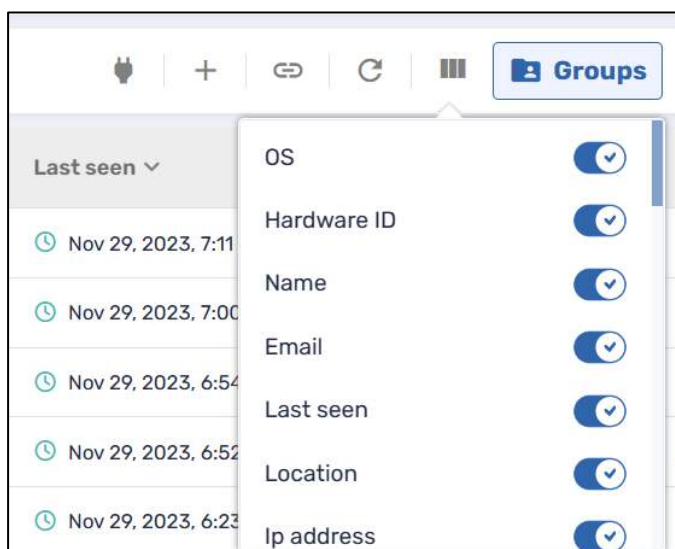 Groups
Last seen
OS
Hardware ID
Nov 29, 2023, 7:11
Name
Nov 29, 2023, 7:00
Email
Nov 29, 2023, 6:54
Last seen
Nov 29, 2023, 6:52
Location
Nov 29, 2023, 6:23
Ip address